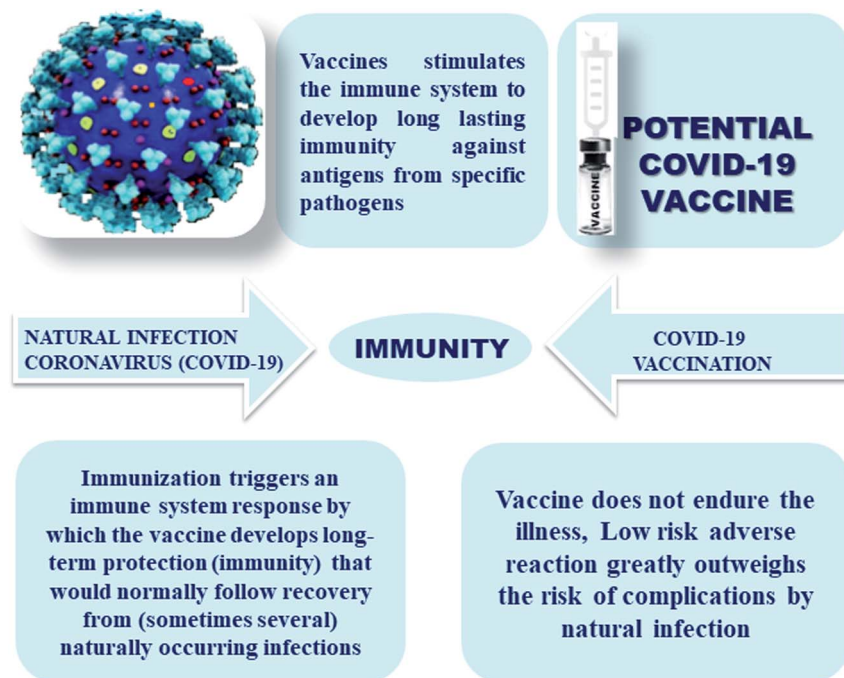 Vaccines stimulates
the immune system to
develop long lasting
immunity against
antigens from specific
pathogens
VACCINE
POTENTIAL
COVID-19
VACCINE
NATURAL INFECTION
CORONAVIRUS (COVID-19)
IMMUNITY
COVID-19
VACCINATION
Immunization triggers an
immune system response by
which the vaccine develops long-
term protection (immunity) that
would normally follow recovery
from (sometimes several)
naturally occurring infections
Vaccine does not endure the
illness, Low risk adverse
reaction greatly outweighs
the risk of complications by
natural infection